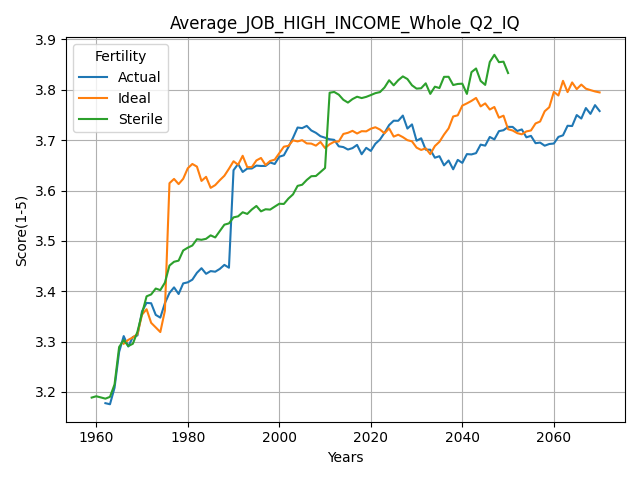 Average_JOB_HIGH_INCOME_Whole_Q2_IQ
Fertility
Actual
Ideal
Sterile
Score(1-5)
3.9
3.8
3.7
3.6
3.5
3.4
3.3
3.2
1960 1980 2000 2020 2040 2060
Years